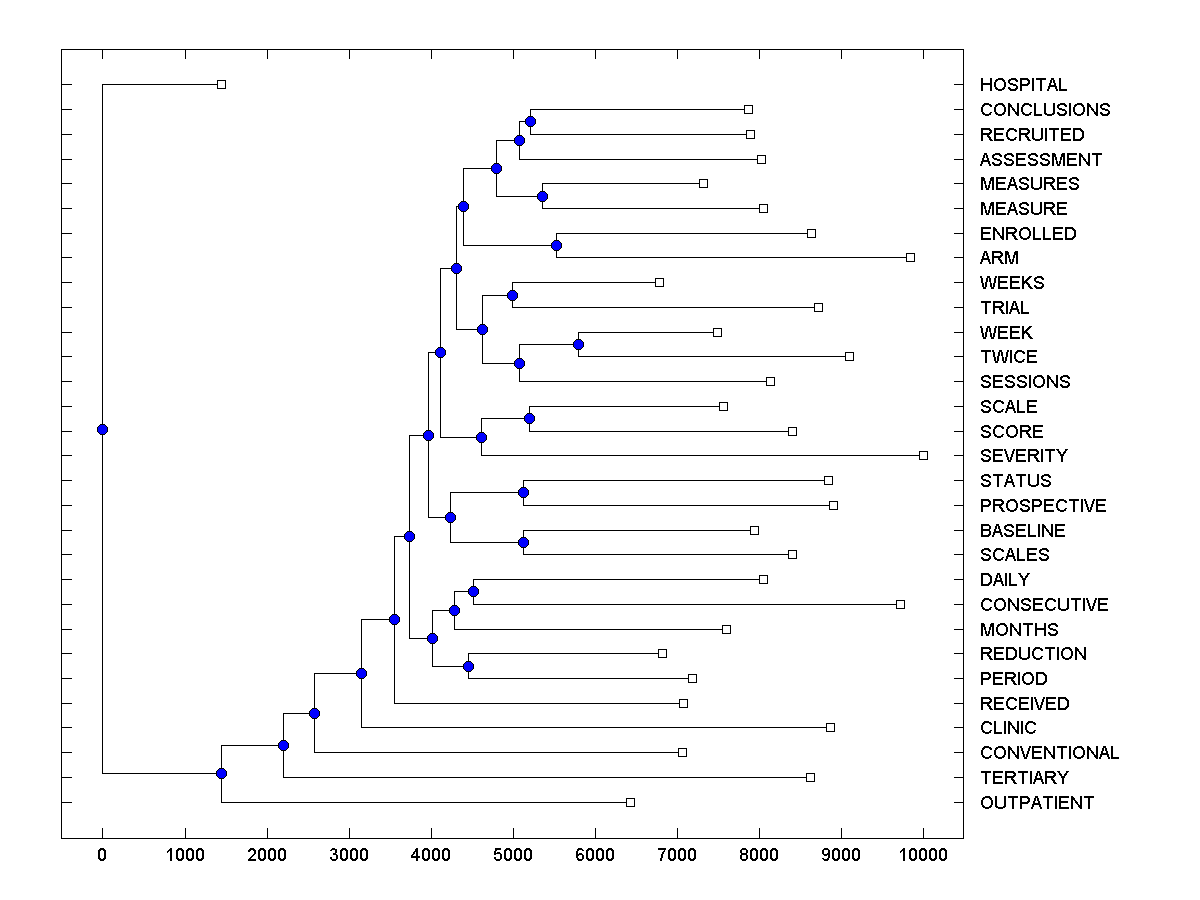 HOSPITAL
CONCLUSIONS
RECRUITED
ASSESSMENT
MEASURES
MEASURE
ENROLLED
ARM
WEEKS
TRIAL
WEEK
TWICE
SESSIONS
SCALE
SCORE
SEVERITY
STATUS
PROSPECTIVE
BASELINE
SCALES
DAILY
CONSECUTIVE
MONTHS
REDUCTION
PERIOD
RECEIVED
CLINIC
CONVENTIONAL
TERTIARY
OUTPATIENT
0 1000 2000 3000 4000 5000 6000 7000 8000 9000 10000